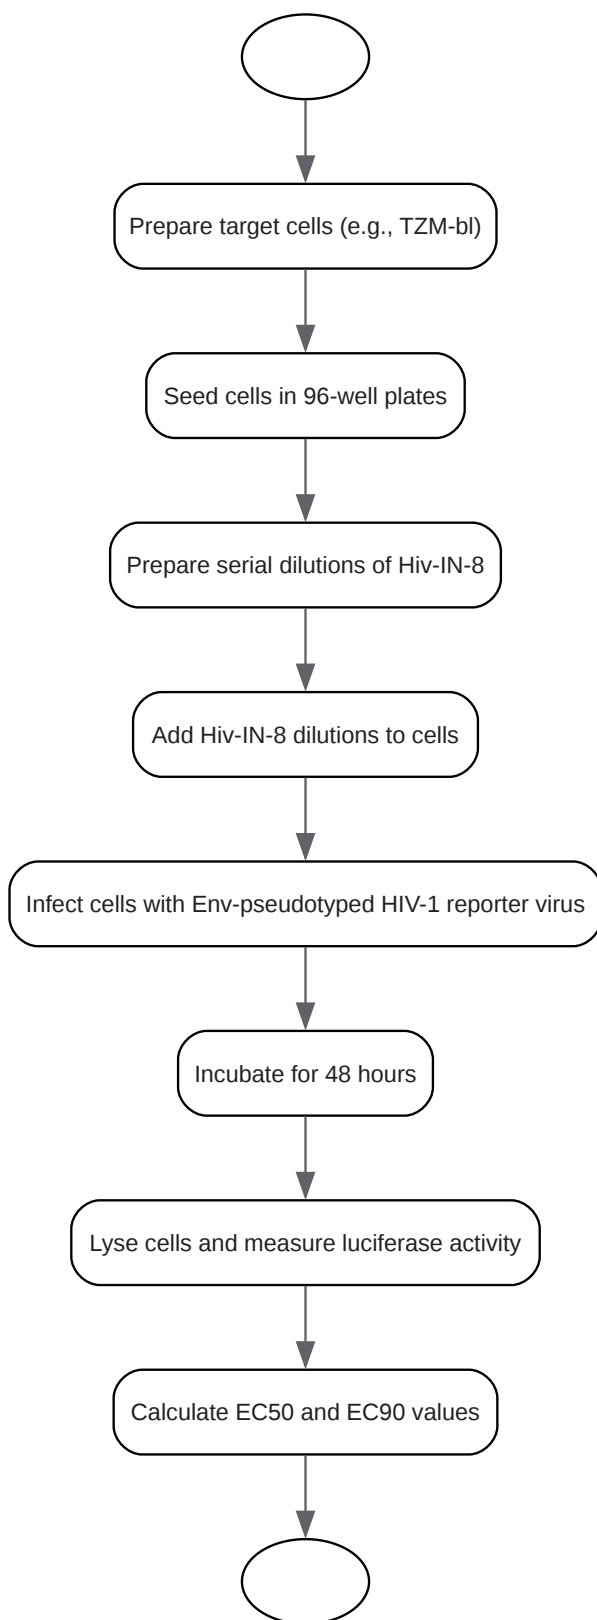 Prepare target cells (e.g., TZM-bl)
Seed cells in 96-well plates
Prepare serial dilutions of Hiv-IN-8
Add Hiv-IN-8 dilutions to cells
Infect cells with Env-pseudotyped HIV-1 reporter virus
Incubate for 48 hours
Lyse cells and measure luciferase activity
Calculate EC50 and EC90 values